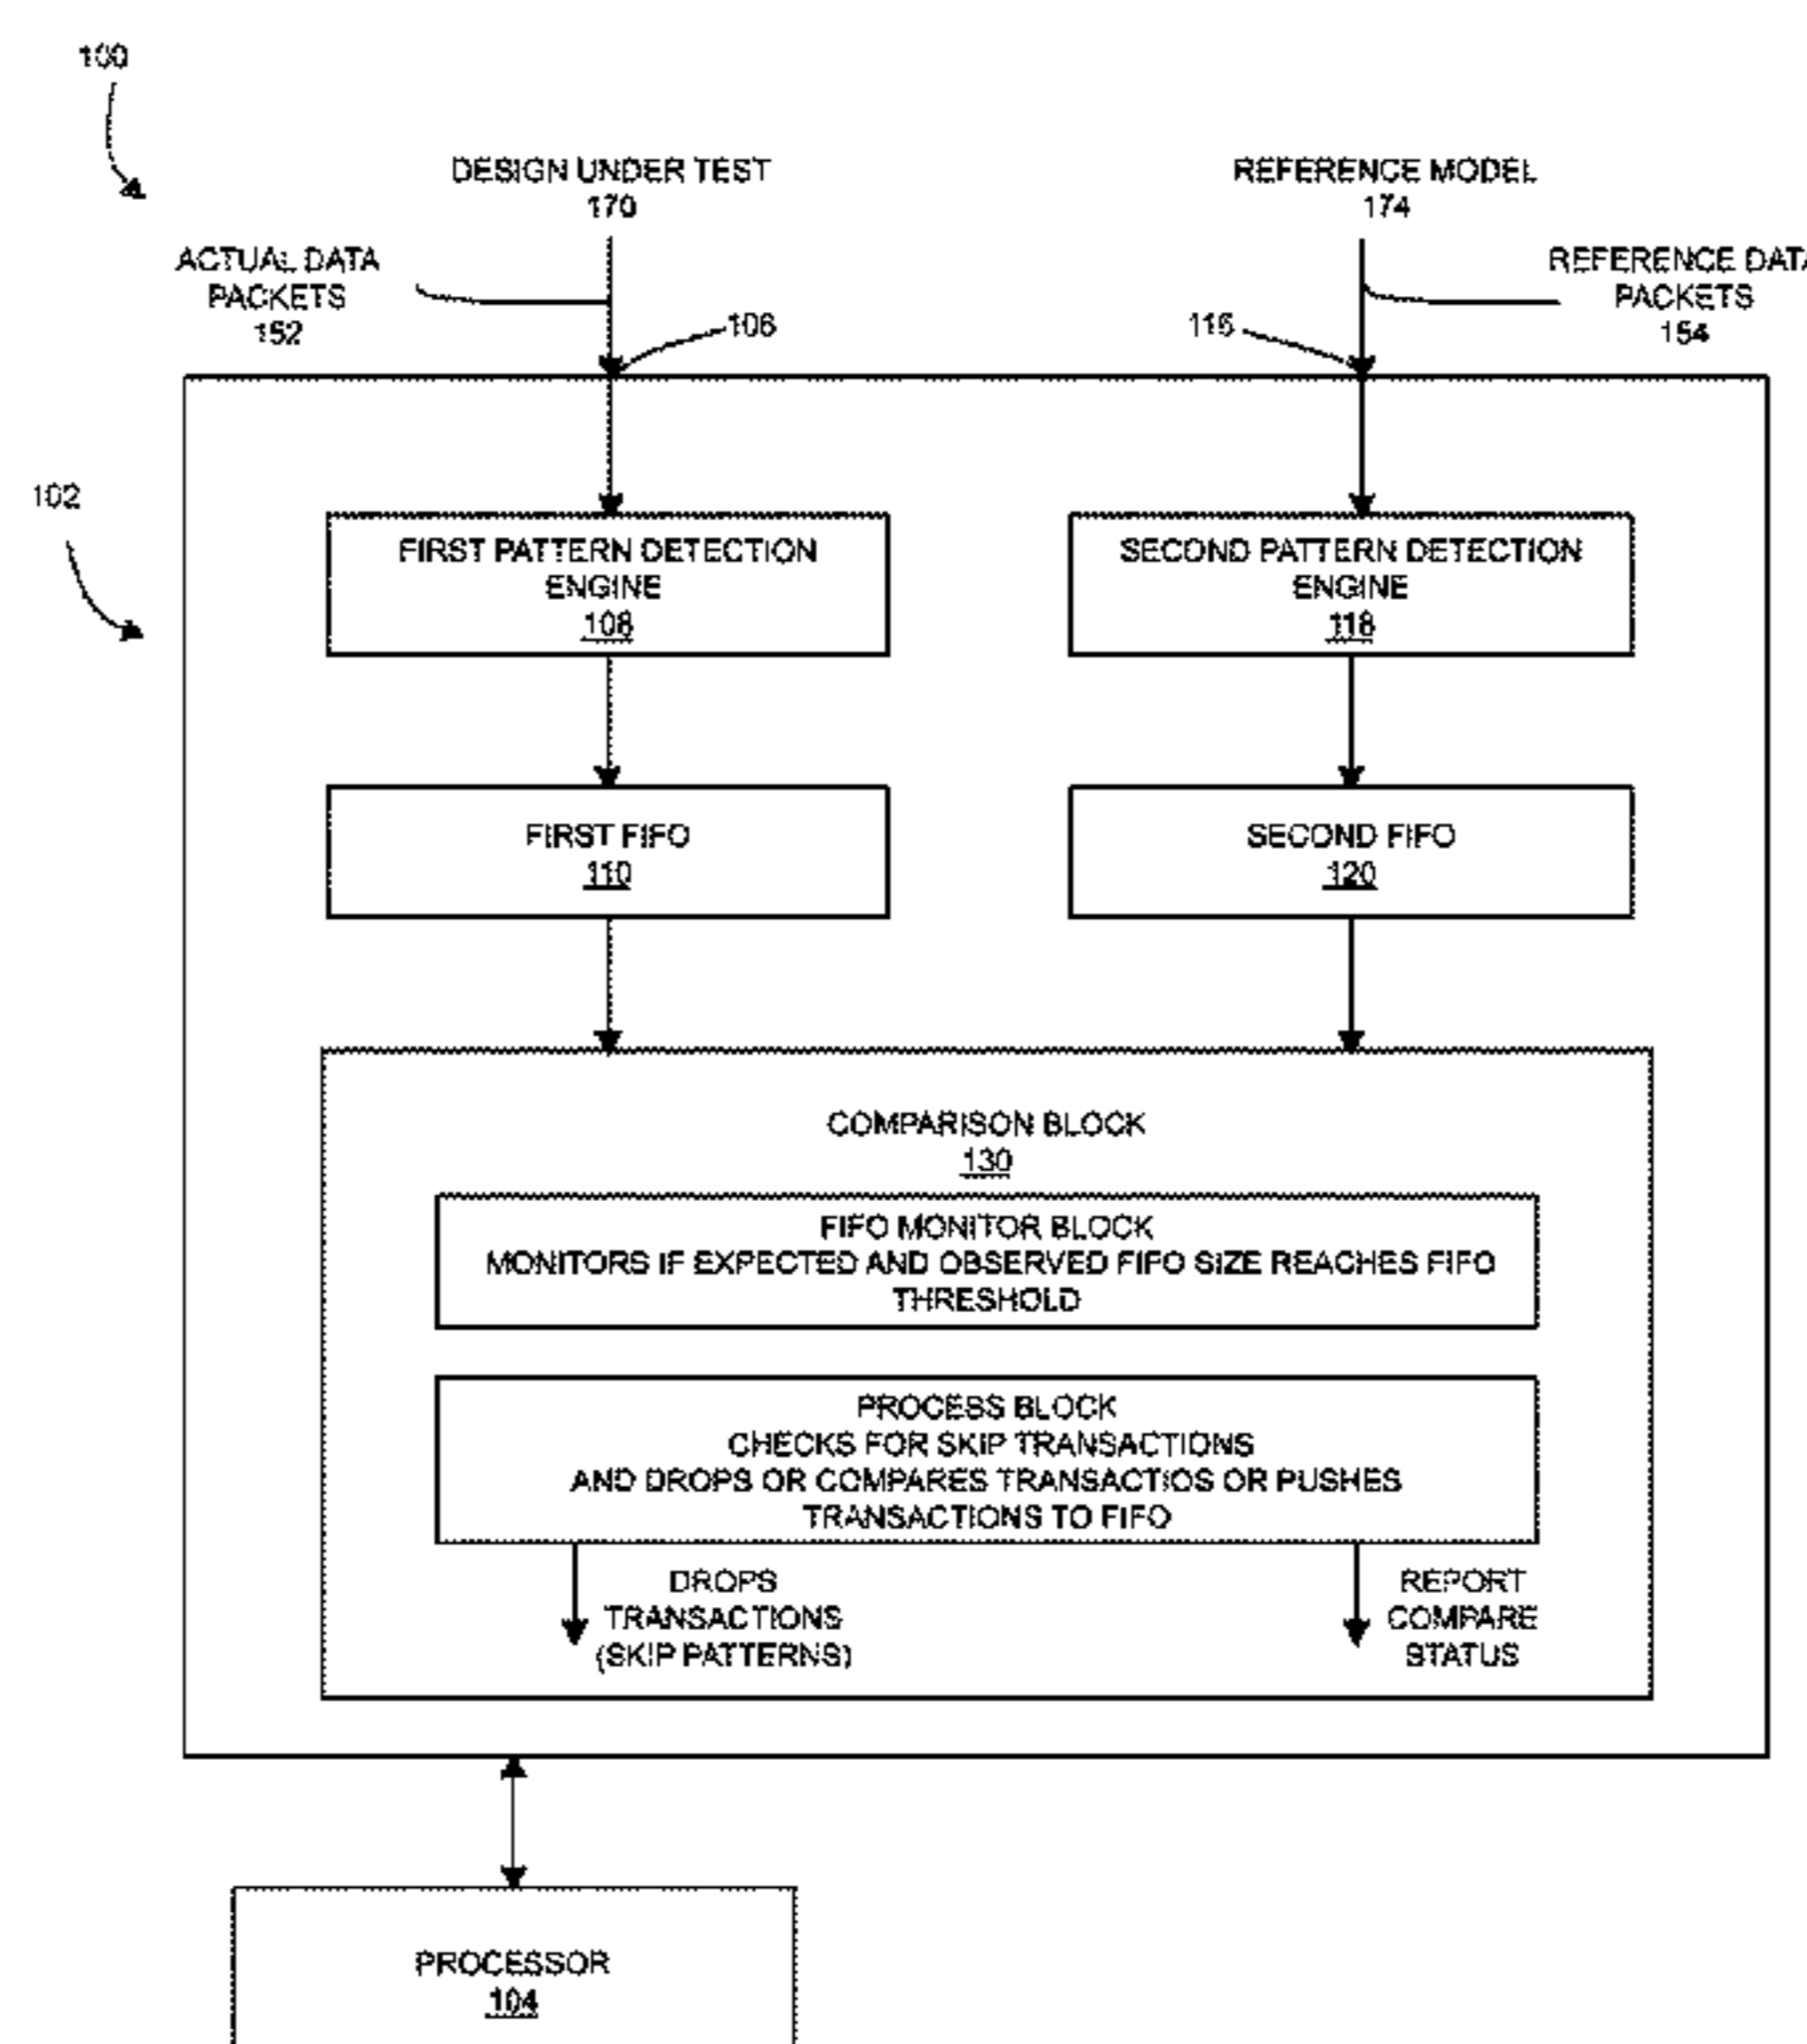 100
DESIGN UNDER TEST
170
REFERENCE MODEL
174
ACTUAL DATA
PACKETS
152
REFERENCE DATA
PACKETS
154
106
116
102
FIRST PATTERN DETECTION
ENGINE
108
SECOND PATTERN DETECTION
ENGINE
118
FIRST FIFO
110
SECOND FIFO
120
COMPARISON BLOCK
130
FIFO MONITOR BLOCK
MONITORS IF EXPECTED AND OBSERVED FIFO SIZE REACHES FIFO
THRESHOLD
PROCESS BLOCK
CHECKS FOR SKIP TRANSACTIONS
AND DROPS OR COMPARES TRANSACTIOS OR PUSHES
TRANSACTIONS TO FIFO
DROPS
TRANSACTIONS
(SKIP PATTERNS)
REPORT
COMPARE
STATUS
PROCESSOR
104